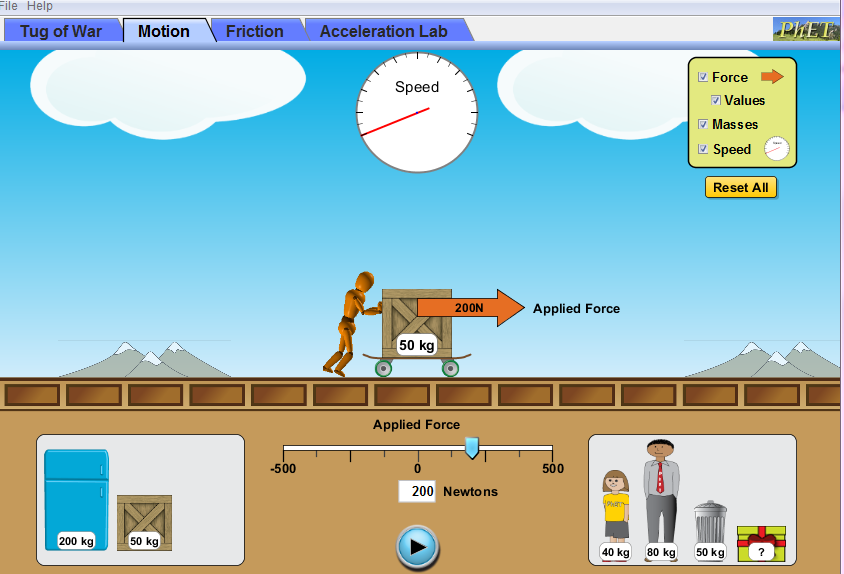 File Help
Tug of War Motion Friction Acceleration Lab PhET
Speed
Force
Values
Masses
Speed
Reset All
200N Applied Force
50 kg
Applied Force
-500 0 500
200 Newtons
200 kg 50 kg
40 kg 80 kg 50 kg ?